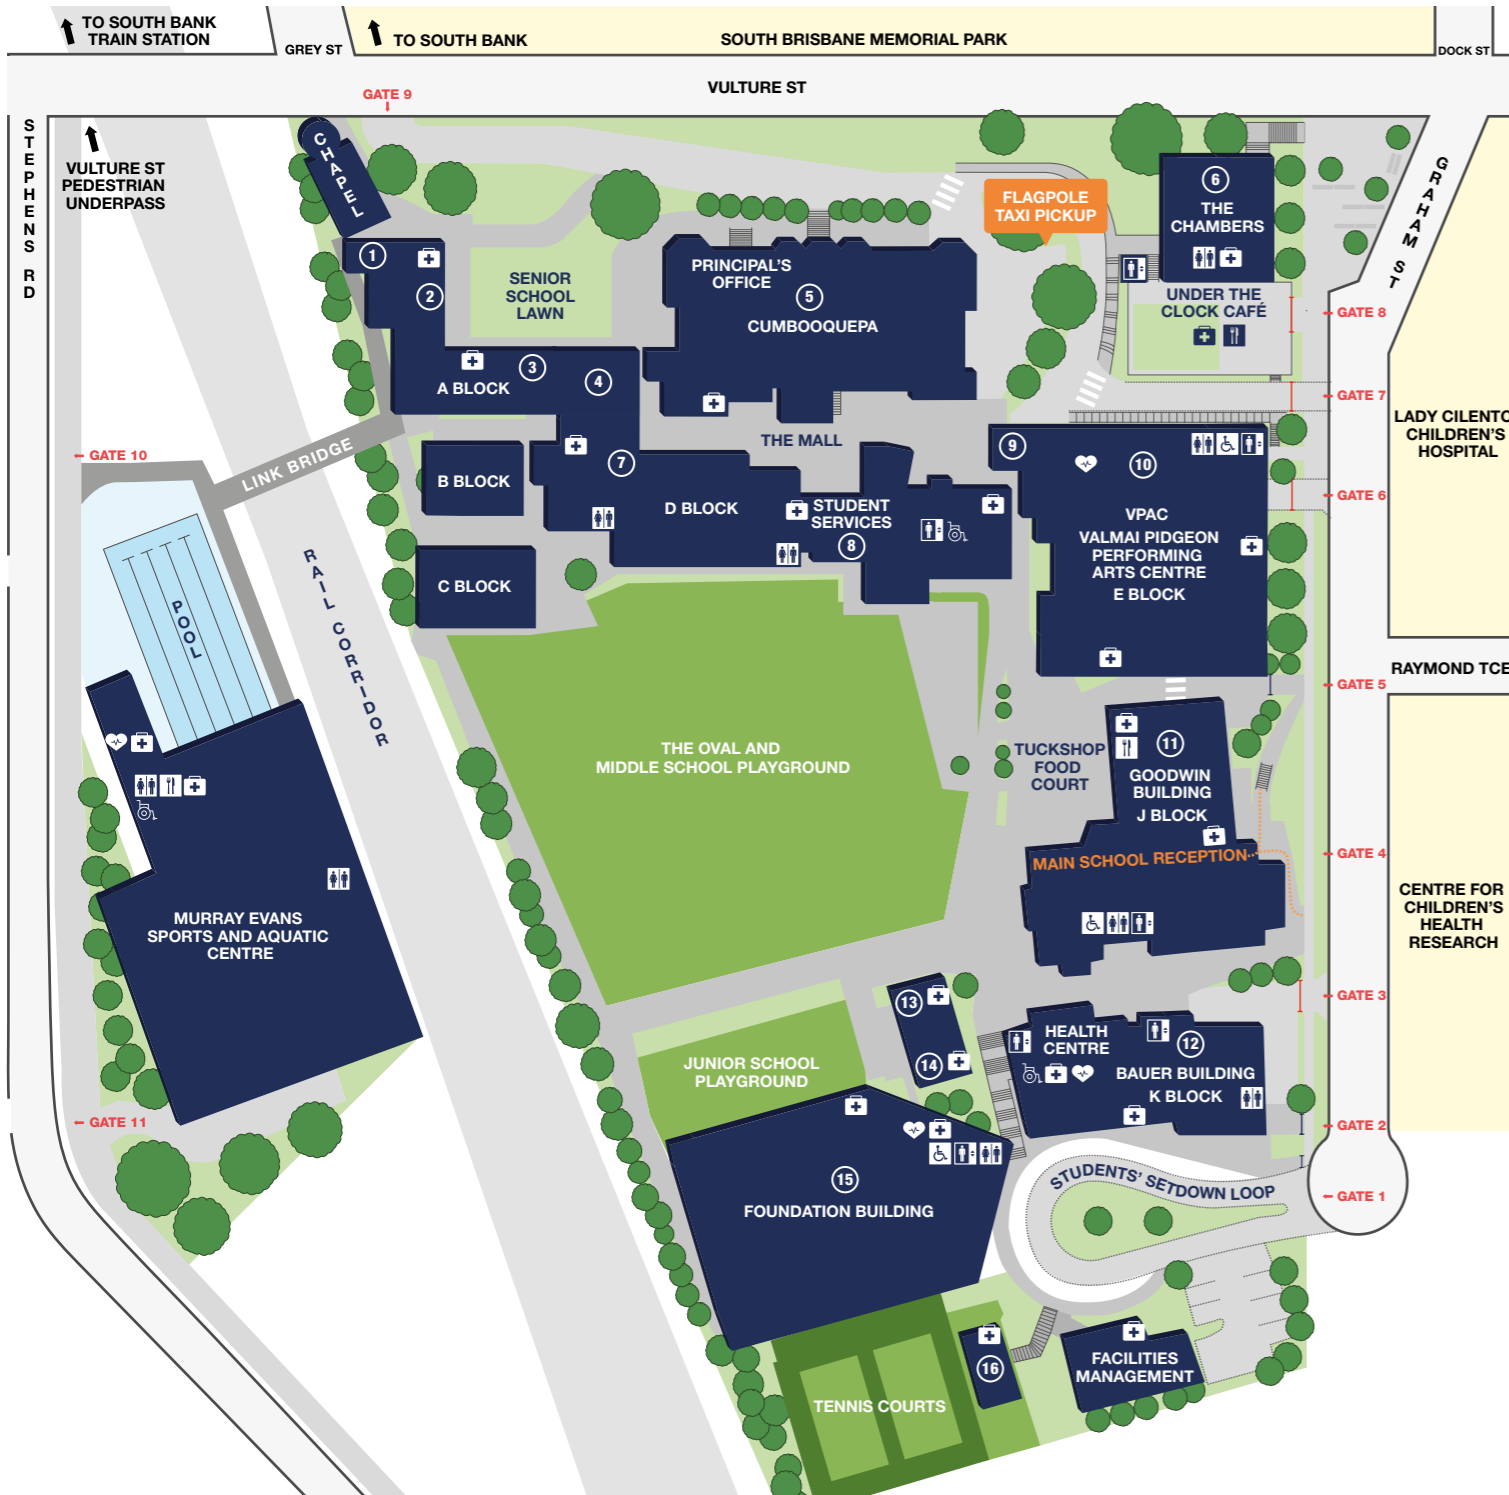 TO SOUTH BANK
TRAIN STATION
GREY ST
TO SOUTH BANK
SOUTH BRISBANE MEMORIAL PARK
DOCK ST
VULTURE ST
GATE 9
STEPHENS RD
VULTURE ST
PEDESTRIAN
UNDERPASS
CHAPEL
GRAHAM ST
FLAGPOLE
TAXI PICKUP
6
THE
CHAMBERS
1
2
SENIOR
SCHOOL
LAWN
PRINCIPAL'S
OFFICE
5
CUMBOOQUEPA
UNDER THE
CLOCK CAFÉ
GATE 8
3
4
A BLOCK
GATE 7
THE MALL
LADY CILENTO
CHILDREN'S
HOSPITAL
GATE 10
LINK BRIDGE
7
9
10
B BLOCK
D BLOCK
STUDENT
SERVICES
8
GATE 6
VPAC
VALMAI PIDGEON
PERFORMING
ARTS CENTRE
E BLOCK
C BLOCK
RAIL CORRIDOR
POOL
RAYMOND TCE
GATE 5
THE OVAL AND
MIDDLE SCHOOL PLAYGROUND
TUCKSHOP
FOOD
COURT
11
GOODWIN
BUILDING
J BLOCK
MAIN SCHOOL RECEPTION
GATE 4
MURRAY EVANS
SPORTS AND AQUATIC
CENTRE
CENTRE FOR
CHILDREN'S
HEALTH
RESEARCH
13
14
GATE 3
HEALTH
CENTRE
12
BAUER BUILDING
K BLOCK
JUNIOR SCHOOL
PLAYGROUND
GATE 11
GATE 2
15
FOUNDATION BUILDING
STUDENTS' SETDOWN LOOP
GATE 1
16
FACILITIES
MANAGEMENT
TENNIS COURTS